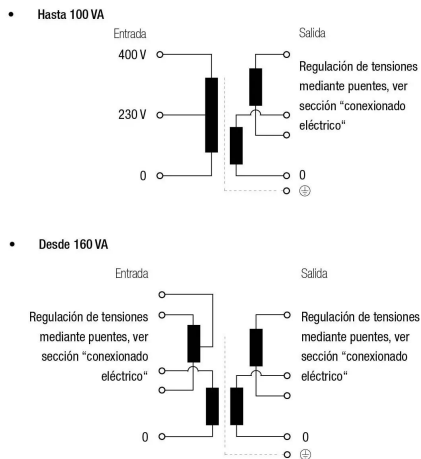 • Hasta 100 VA
Entrada
Salida
400 V
Regulación de tensiones
mediante puentes, ver
sección “conexionado
eléctrico“
230 V
0
0
• Desde 160 VA
Entrada
Salida
Regulación de tensiones
mediante puentes, ver
sección “conexionado
eléctrico“
Regulación de tensiones
mediante puentes, ver
sección “conexionado
eléctrico“
0
0